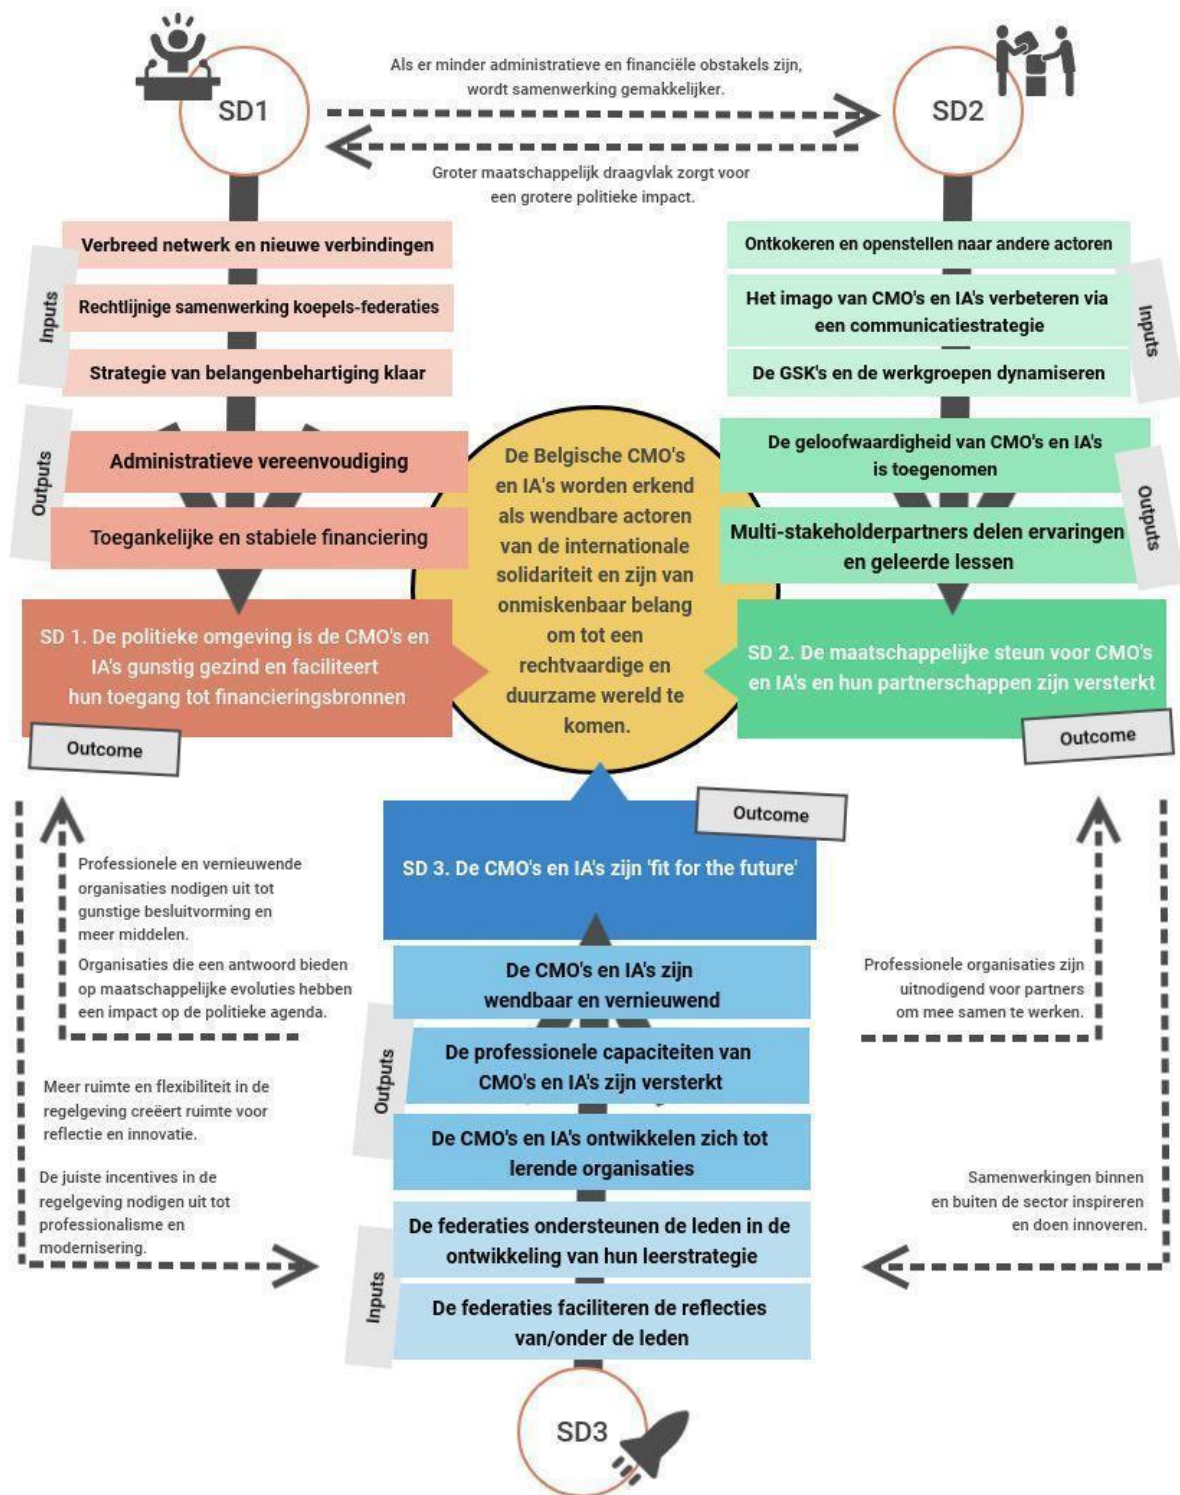 SD1
Als er minder administratieve en financiële obstakels zijn,
wordt samenwerking gemakkelijker.
Groter maatschappelijk draagvlak zorgt voor
een grotere politieke impact.
SD2
Inputs
Verbreed netwerk en nieuwe verbindingen
Rechtlijnige samenwerking koepels-federaties
Strategie van belangenbehartiging klaar
Outputs
Administratieve vereenvoudiging
Toegankelijke en stabiele financiering
SD 1. De politieke omgeving is de CMO's en
IA's gunstig gezind en faciliteert
hun toegang tot financieringsbronnen
Outcome
De Belgische CMO's
en IA's worden erkend
als wendbare actoren
van de internationale
solidariteit en zijn van
onmiskenbaar belang
om tot een
rechtvaardige en
duurzame wereld te
komen.
Ontkokeren en openstellen naar andere actoren
Het imago van CMO's en IA's verbeteren via
een communicatiestrategie
De GSK's en de werkgroepen dynamiseren
Inputs
De geloofwaardigheid van CMO's en IA's
is toegenomen
Multi-stakeholderpartners delen ervaringen
en geleerde lessen
Outputs
SD 2. De maatschappelijke steun voor CMO's
en IA's en hun partnerschappen zijn versterkt
Outcome
Professionele en vernieuwende
organisaties nodigen uit tot
gunstige besluitvorming en
meer middelen.
Organisaties die een antwoord bieden
op maatschappelijke evoluties hebben
een impact op de politieke agenda.
Meer ruimte en flexibiliteit in de
regelgeving creëert ruimte voor
reflectie en innovatie.
De juiste incentives in de
regelgeving nodigen uit tot
professionalisme en
modernisering.
Outcome
SD 3. De CMO's en IA's zijn 'fit for the future'
De CMO's en IA's zijn
wendbaar en vernieuwend
Outputs
De professionele capaciteiten van
CMO's en IA's zijn versterkt
De CMO's en IA's ontwikkelen zich tot
lerende organisaties
Inputs
De federaties ondersteunen de leden in de
ontwikkeling van hun leerstrategie
De federaties faciliteren de reflecties
van/onder de leden
SD3
Professionele organisaties zijn
uitnodigend voor partners
om mee samen te werken.
Samenwerkingen binnen
en buiten de sector inspireren
en doen innoveren.